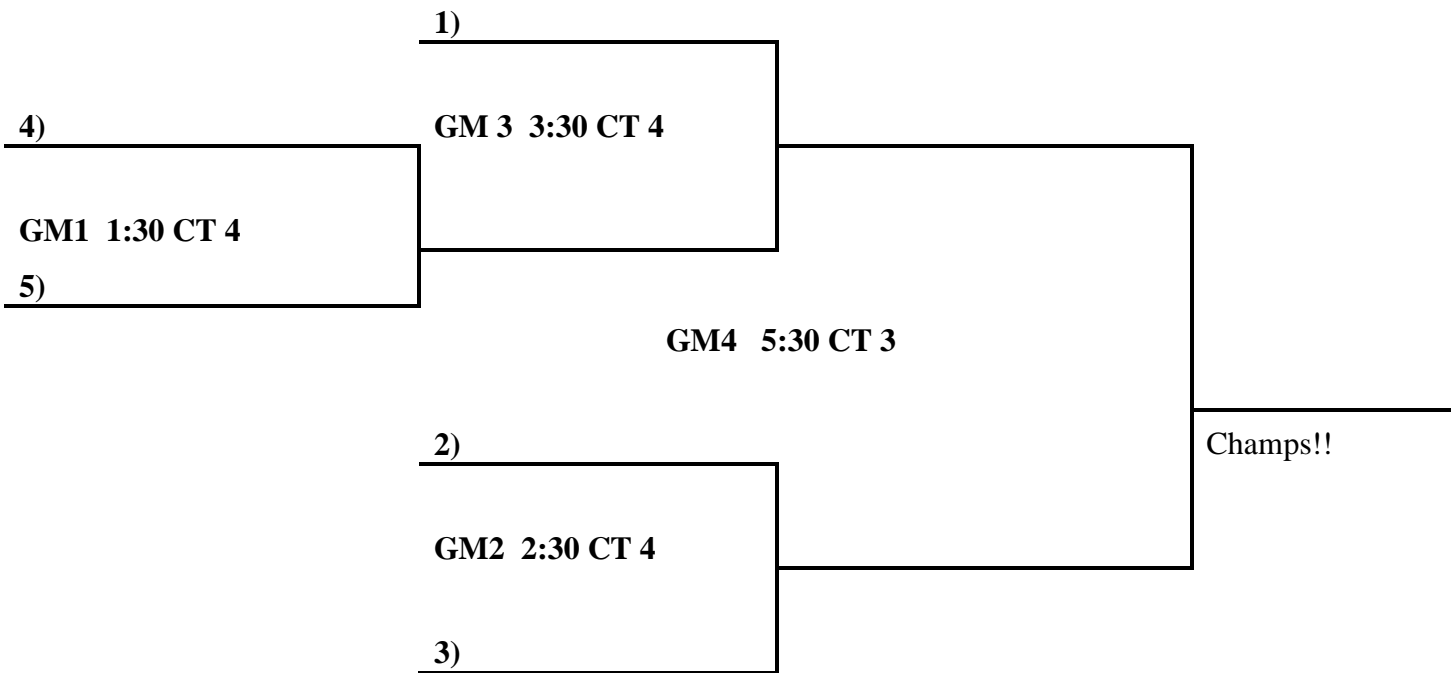 1)
4)
GM 3 3:30 CT 4
GM1 1:30 CT 4
5)
GM4 5:30 CT 3
2)
Champs!!
GM2 2:30 CT 4
3)